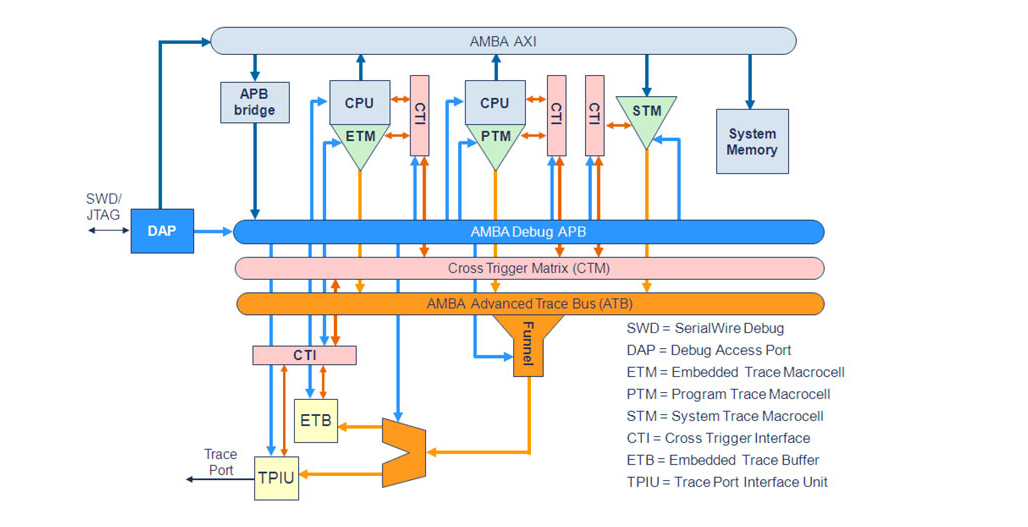 AMBA AXI
APB
bridge
CPU
CTI
CPU
CTI
CTI
STM
ETM
PTM
System
Memory
SWD/
JTAG
DAP
AMBA Debug APB
Cross Trigger Matrix (CTM)
AMBA Advanced Trace Bus (ATB)
Funnel
CTI
ETB
Trace
Port
TPIU
SWD = SerialWire Debug
DAP = Debug Access Port
ETM = Embedded Trace Macrocell
PTM = Program Trace Macrocell
STM = System Trace Macrocell
CTI = Cross Trigger Interface
ETB = Embedded Trace Buffer
TPIU = Trace Port Interface Unit